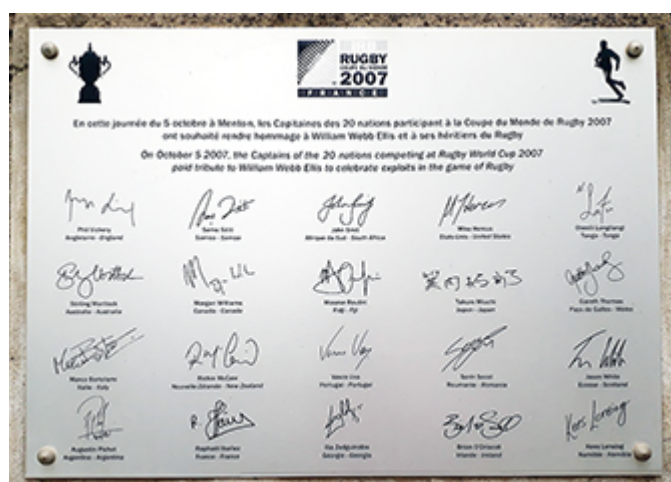 RUGBY
COUPE DU MONDE
2007
FRANCE
En cette journée du 5 octobre à Menton, les Capitaines des 20 nations participant à la Coupe du Monde de Rugby 2007
ont souhaité rendre hommage à William Webb Ellis et à ses héritiers du Rugby
On October 5 2007, the Captains of the 20 nations competing at Rugby World Cup 2007
paid tribute to William Webb Ellis to celebrate exploits in the game of Rugby
Phil Vickery
Angleterre - England
Semo Sititi
Samoa - Samoa
John Smit
Afrique du Sud - South Africa
Mike Hercus
Etats-Unis - United States
Tonga - Tonga
Stirling Mortlock
Australie - Australia
Morgan Williams
Canada - Canada
Mosese Rauluni
Fidji - Fiji
箕内拓郎
Takuro Miuchi
Japon - Japan
Gareth Thomas
Pays de Galles - Wales
Marco Bortolami
Italie - Italy
Richie McCaw
Nouvelle-Zélande - New Zealand
Vasco Uva
Portugal - Portugal
Sorin Socol
Roumanie - Romania
Jason White
Ecosse - Scotland
Augustin Pichot
Argentine - Argentina
Raphaël Ibañez
France - France
Ilia Zedginidze
Géorgie - Georgia
Brian O'Driscoll
Irlande - Ireland
Kees Lensing
Namibie - Namibia